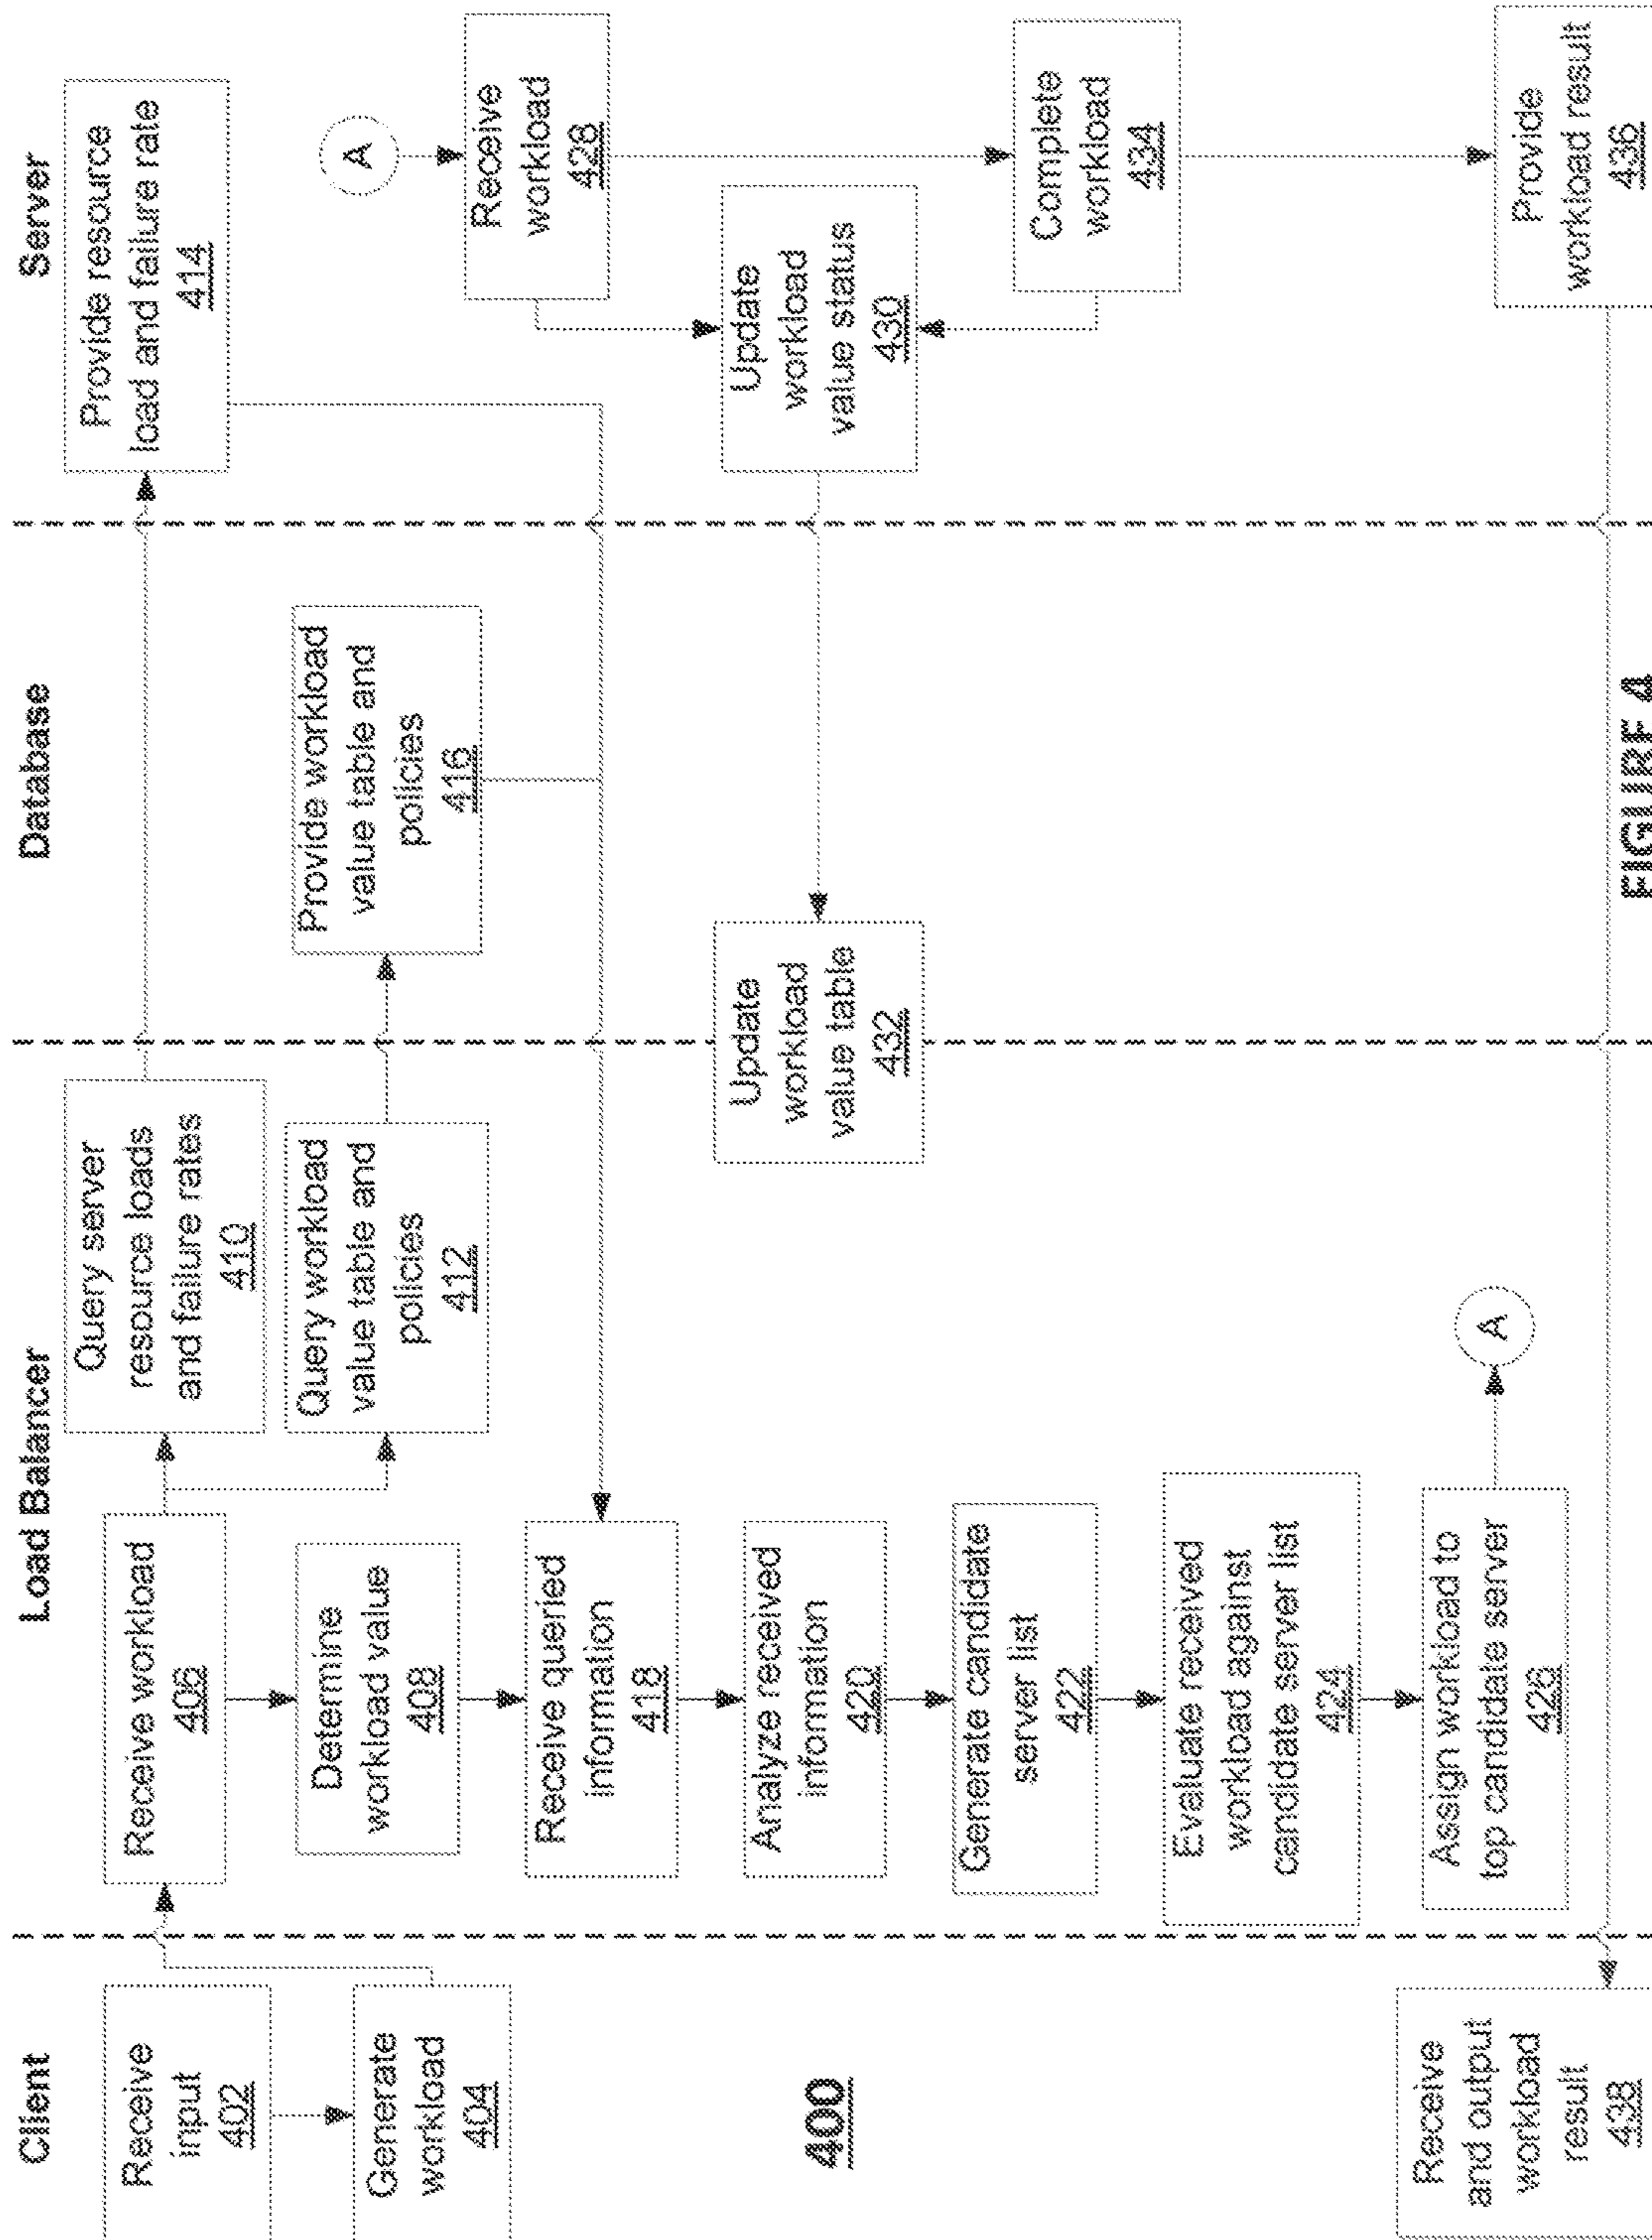 Client
Load Balancer
Database
Server
Receive
input
402
Generate
workload
404
Receive workload
406
Determine
workload value
408
Query server
resource loads
and failure rates
410
Query workload
value table and
policies
412
Provide resource
load and failure rate
414
Provide workload
value table and
policies
416
Receive queried
information
418
Analyze received
information
420
Generate candidate
server list
422
Evaluate received
workload against
candidate server list
424
Assign workload to
top candidate server
426
A
A
Receive
workload
428
Update
workload
value status
430
Update
workload
value table
432
Complete
workload
434
Provide
workload result
436
Receive
and output
workload
result
438
400
FIGURE 4